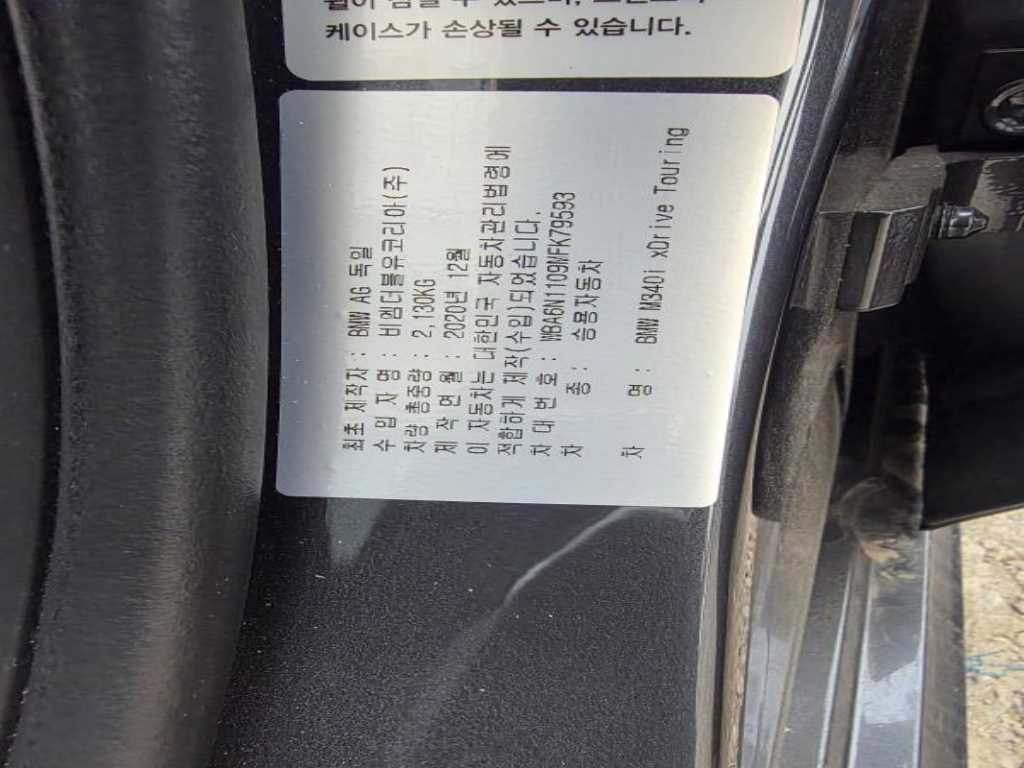 케이스가 손상될 수 있습니다.
최초 제작자 : BMW AG 독일
수 입 자 명 : 비엠더블유코리아(주)
차량 총중량 : 2,130KG
제 작 연 월 : 2020년 12월
이 자동차는 대한민국 자동차관리법령에
적합하게 제작(수입)되었습니다.
차 대 번 호 : WBA6N1109MFK79593
차 종 : 승용자동차
차 명 : BMW M340i xDrive Touring